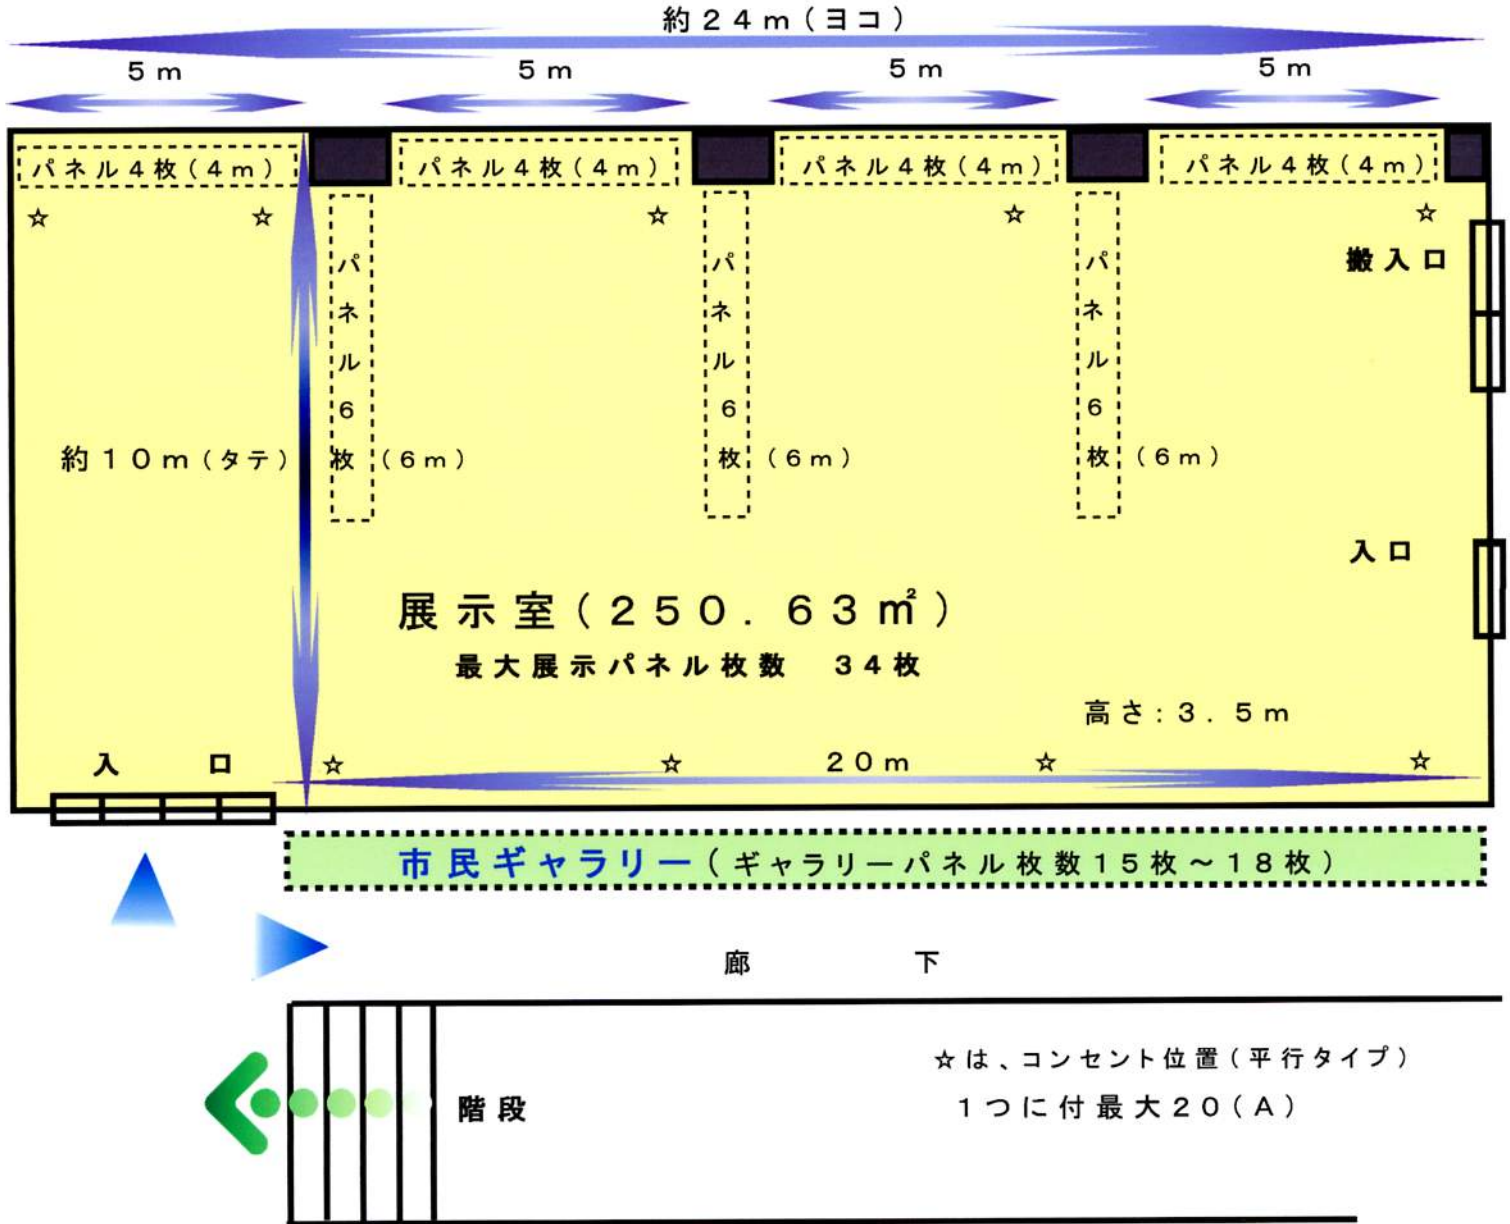 約24m(ヨコ)
5m 5m 5m 5m
パネル4枚(4m) パネル4枚(4m) パネル4枚(4m) パネル4枚(4m)
☆ ☆ ☆ ☆ ☆
搬入口
パネル6枚(6m) パネル6枚(6m) パネル6枚(6m)
約10m(タテ)
入口
展示室(250.63㎡)
最大展示パネル枚数 34枚
高さ:3.5m
入口 ☆ ☆ 20m ☆ ☆
市民ギャラリー(ギャラリーパネル枚数15枚~18枚)
廊下
☆は、コンセント位置(平行タイプ)
1つに付最大20(A)
階段